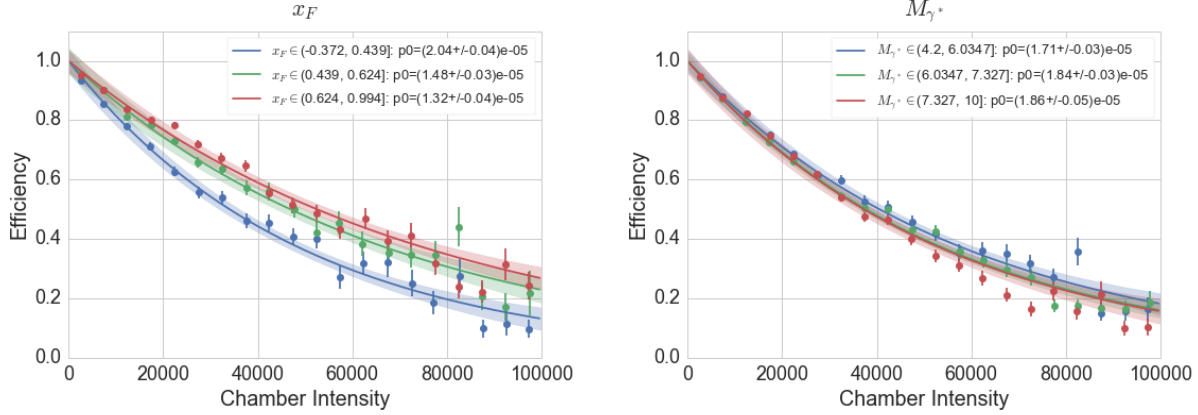 x_F
1.0
0.8
0.6
0.4
0.2
0.0
Efficiency
x_F ∈ (-0.372, 0.439]: p0=(2.04+/-0.04)e-05
x_F ∈ (0.439, 0.624]: p0=(1.48+/-0.03)e-05
x_F ∈ (0.624, 0.994]: p0=(1.32+/-0.04)e-05
0 20000 40000 60000 80000 100000
Chamber Intensity
M_γ*
1.0
0.8
0.6
0.4
0.2
0.0
Efficiency
M_γ* ∈ (4.2, 6.0347]: p0=(1.71+/-0.03)e-05
M_γ* ∈ (6.0347, 7.327]: p0=(1.84+/-0.03)e-05
M_γ* ∈ (7.327, 10]: p0=(1.86+/-0.05)e-05
0 20000 40000 60000 80000 100000
Chamber Intensity